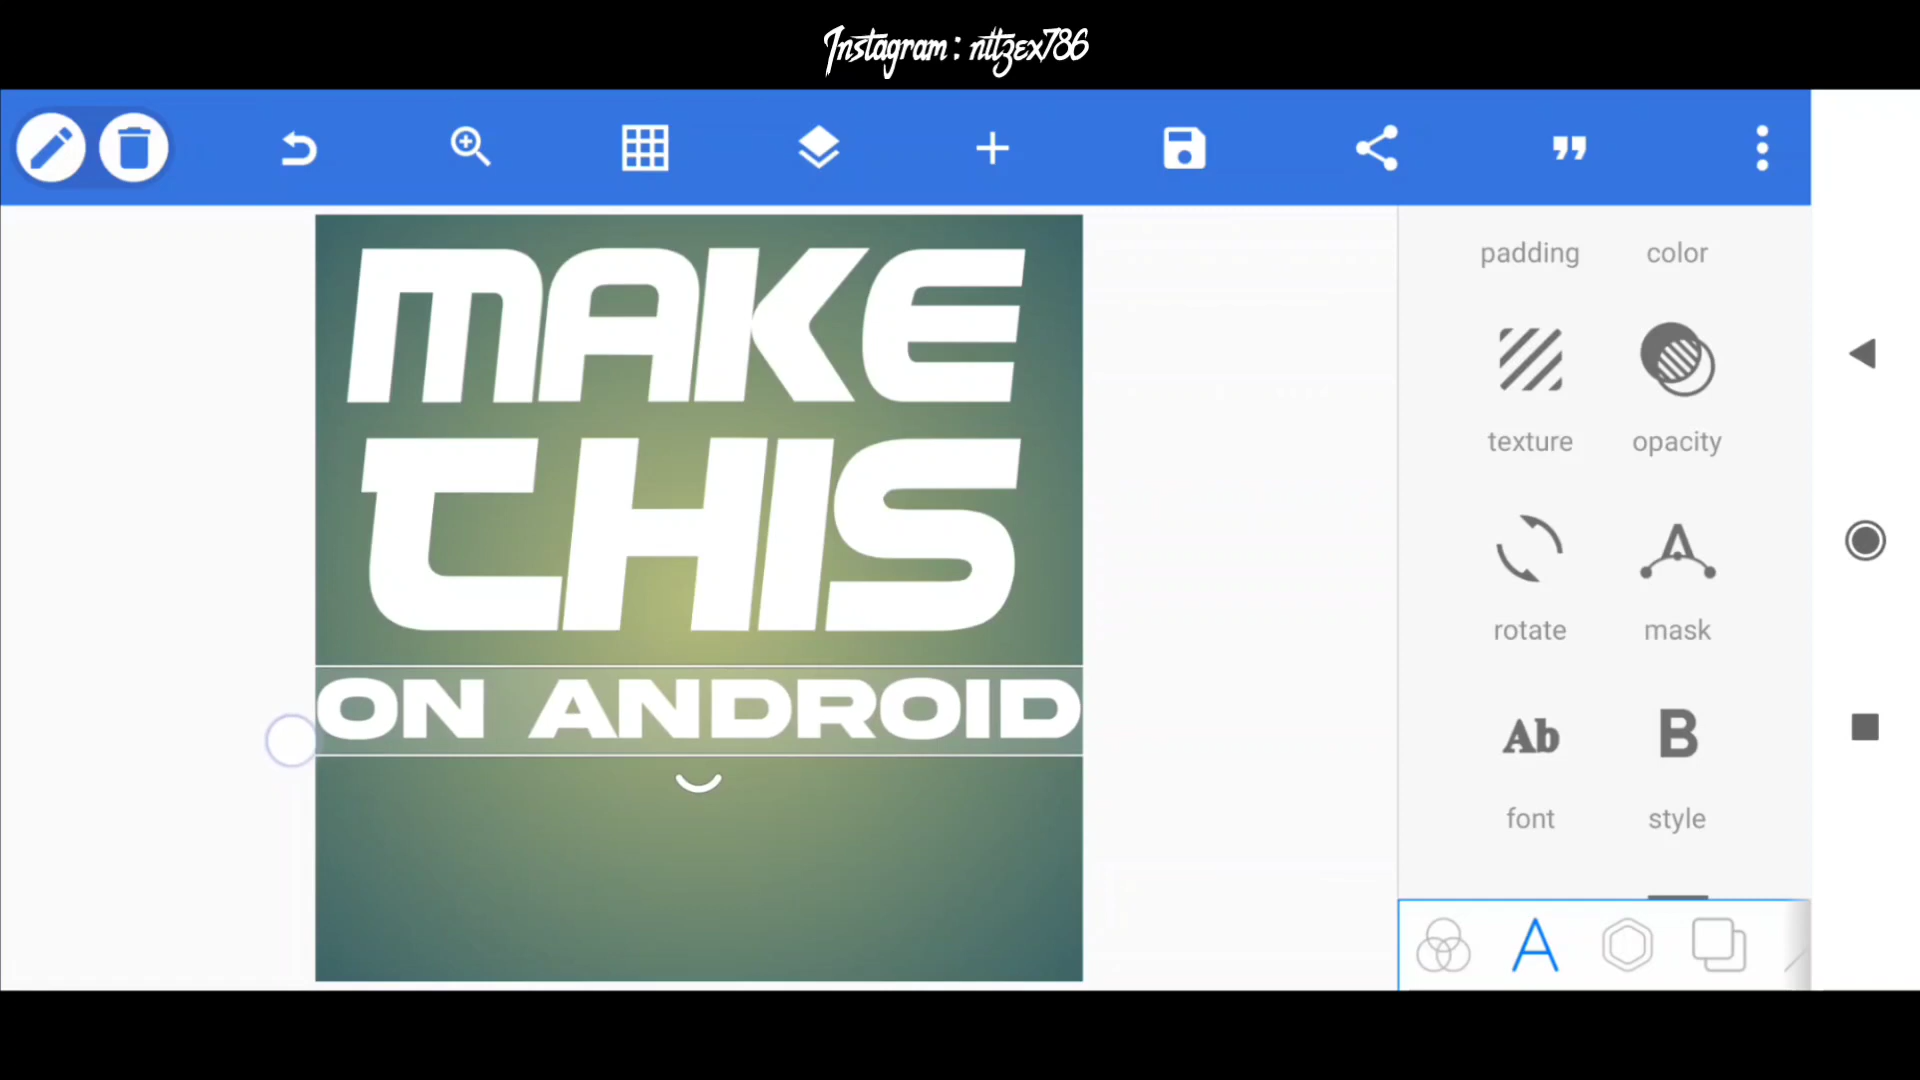 Instagram : nitzex786
padding color
MAKE
THIS
ON ANDROID
texture opacity
rotate mask
Ab B
font style
A